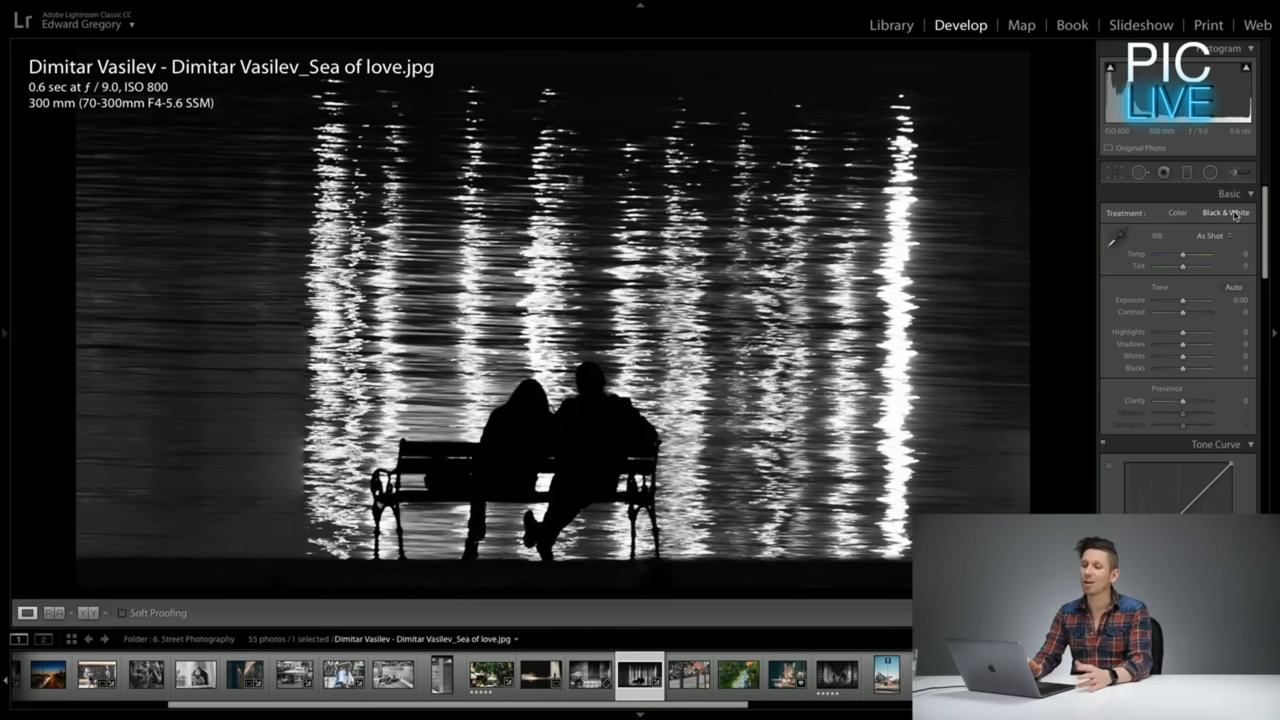 Lr
Adobe Lightroom Classic CC
Edward Gregory
Library | Develop | Map | Book | Slideshow | Print | Web
Dimitar Vasilev - Dimitar Vasilev_Sea of love.jpg
0.6 sec at ƒ / 9.0, ISO 800
300 mm (70-300mm F4-5.6 SSM)
Histogram
PIC
LIVE
ISO 800 300 mm ƒ / 9.0 0.6 sec
Original Photo
Basic
Treatment : Color Black & White
WB : As Shot
Temp 0
Tint 0
Tone Auto
Exposure 0.00
Contrast 0
Highlights 0
Shadows 0
Whites 0
Blacks 0
Presence
Clarity 0
Vibrance
Saturation
Tone Curve
Soft Proofing
1 2 Folder : 6. Street Photography 55 photos / 1 selected / Dimitar Vasilev - Dimitar Vasilev_Sea of love.jpg